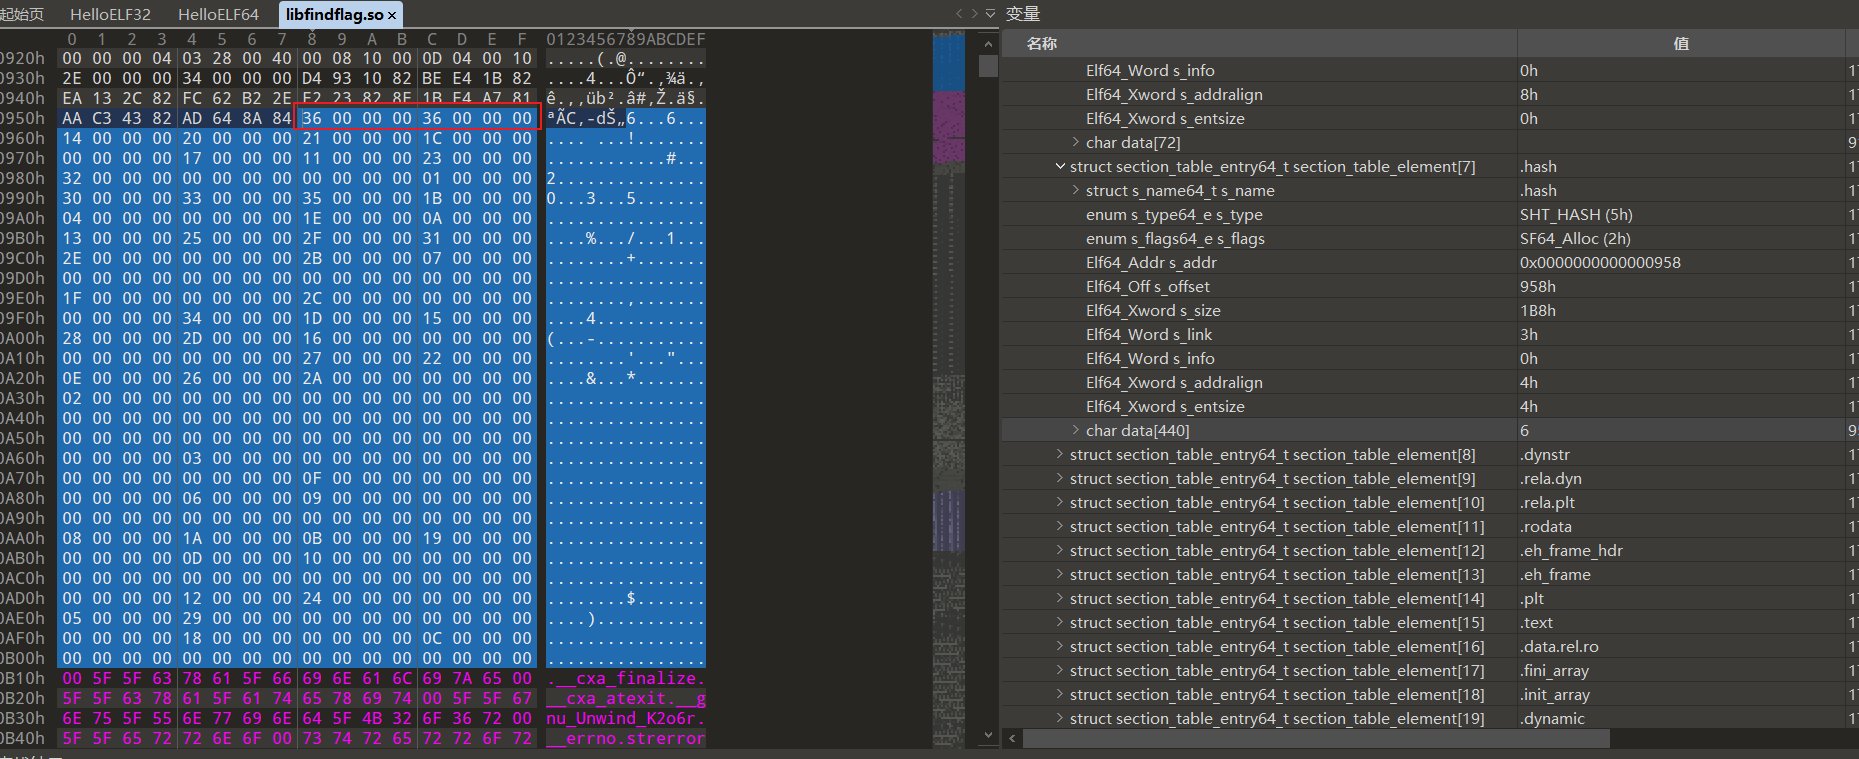 起始页 HelloELF32 HelloELF64 libfindflag.so × 变量
0 1 2 3 4 5 6 7 8 9 A B C D E F 0123456789ABCDEF
0920h 00 00 00 04 03 28 00 40 00 08 10 00 0D 04 00 10 .....(.@........
0930h 2E 00 00 00 34 00 00 00 D4 93 10 82 BE E4 1B 82 ....4...Ô“.‚¾ä.‚
0940h EA 13 2C 82 FC 62 B2 2E E2 23 82 8E 1B E4 A7 81 ê.,‚üb².â#‚Ž.ä§.
0950h AA C3 43 82 AD 64 8A 84 36 00 00 00 36 00 00 00 ªÃC‚-dŠ„6...6...
0960h 14 00 00 00 20 00 00 00 21 00 00 00 1C 00 00 00 .... ...!.......
0970h 00 00 00 00 17 00 00 00 11 00 00 00 23 00 00 00 ............#...
0980h 32 00 00 00 00 00 00 00 00 00 00 00 01 00 00 00 2...............
0990h 30 00 00 00 33 00 00 00 35 00 00 00 1B 00 00 00 0...3...5.......
09A0h 04 00 00 00 00 00 00 00 1E 00 00 00 0A 00 00 00 ................
09B0h 13 00 00 00 25 00 00 00 2F 00 00 00 31 00 00 00 ....%.../...1...
09C0h 2E 00 00 00 00 00 00 00 2B 00 00 00 07 00 00 00 ........+.......
09D0h 00 00 00 00 00 00 00 00 00 00 00 00 00 00 00 00 ................
09E0h 1F 00 00 00 00 00 00 00 2C 00 00 00 00 00 00 00 ........,.......
09F0h 00 00 00 00 34 00 00 00 1D 00 00 00 15 00 00 00 ....4...........
0A00h 28 00 00 00 2D 00 00 00 16 00 00 00 00 00 00 00 (...-...........
0A10h 00 00 00 00 00 00 00 00 27 00 00 00 22 00 00 00 ........'..."...
0A20h 0E 00 00 00 26 00 00 00 2A 00 00 00 00 00 00 00 ....&...*.......
0A30h 02 00 00 00 00 00 00 00 00 00 00 00 00 00 00 00 ................
0A40h 00 00 00 00 00 00 00 00 00 00 00 00 00 00 00 00 ................
0A50h 00 00 00 00 00 00 00 00 00 00 00 00 00 00 00 00 ................
0A60h 00 00 00 00 03 00 00 00 00 00 00 00 00 00 00 00 ................
0A70h 00 00 00 00 00 00 00 00 0F 00 00 00 00 00 00 00 ................
0A80h 00 00 00 00 06 00 00 00 09 00 00 00 00 00 00 00 ................
0A90h 00 00 00 00 00 00 00 00 00 00 00 00 00 00 00 00 ................
0AA0h 08 00 00 00 1A 00 00 00 0B 00 00 00 19 00 00 00 ................
0AB0h 00 00 00 00 0D 00 00 00 10 00 00 00 00 00 00 00 ................
0AC0h 00 00 00 00 00 00 00 00 00 00 00 00 00 00 00 00 ................
0AD0h 00 00 00 00 12 00 00 00 24 00 00 00 00 00 00 00 ........$.......
0AE0h 05 00 00 00 29 00 00 00 00 00 00 00 00 00 00 00 ....)...........
0AF0h 00 00 00 00 18 00 00 00 00 00 00 00 0C 00 00 00 ................
0B00h 00 00 00 00 00 00 00 00 00 00 00 00 00 00 00 00 ................
0B10h 00 5F 5F 63 78 61 5F 66 69 6E 61 6C 69 7A 65 00 .__cxa_finalize.
0B20h 5F 5F 63 78 61 5F 61 74 65 78 69 74 00 5F 5F 67 __cxa_atexit.__g
0B30h 6E 75 5F 55 6E 77 69 6E 64 5F 4B 32 6F 36 72 00 nu_Unwind_K2o6r.
0B40h 5F 5F 65 72 72 6E 6F 00 73 74 72 65 72 72 6F 72 __errno.strerror
名称 值
Elf64_Word s_info 0h
Elf64_Xword s_addralign 8h
Elf64_Xword s_entsize 0h
char data[72]
struct section_table_entry64_t section_table_element[7] .hash
struct s_name64_t s_name .hash
enum s_type64_e s_type SHT_HASH (5h)
enum s_flags64_e s_flags SF64_Alloc (2h)
Elf64_Addr s_addr 0x0000000000000958
Elf64_Off s_offset 958h
Elf64_Xword s_size 1B8h
Elf64_Word s_link 3h
Elf64_Word s_info 0h
Elf64_Xword s_addralign 4h
Elf64_Xword s_entsize 4h
char data[440] 6
struct section_table_entry64_t section_table_element[8] .dynstr
struct section_table_entry64_t section_table_element[9] .rela.dyn
struct section_table_entry64_t section_table_element[10] .rela.plt
struct section_table_entry64_t section_table_element[11] .rodata
struct section_table_entry64_t section_table_element[12] .eh_frame_hdr
struct section_table_entry64_t section_table_element[13] .eh_frame
struct section_table_entry64_t section_table_element[14] .plt
struct section_table_entry64_t section_table_element[15] .text
struct section_table_entry64_t section_table_element[16] .data.rel.ro
struct section_table_entry64_t section_table_element[17] .fini_array
struct section_table_entry64_t section_table_element[18] .init_array
struct section_table_entry64_t section_table_element[19] .dynamic